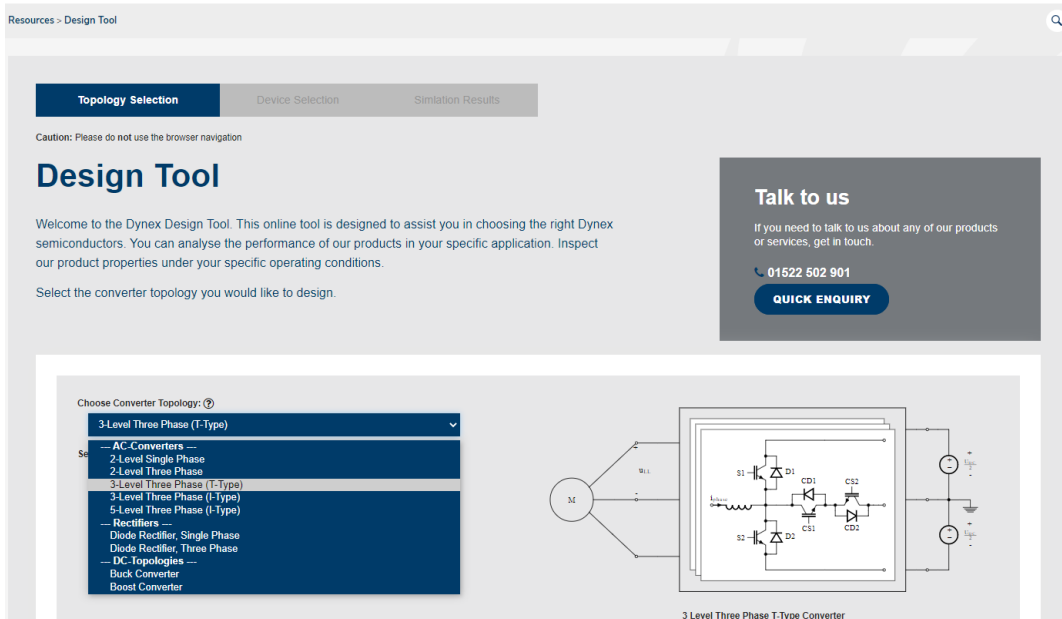 Resources > Design Tool
Topology Selection
Device Selection
Simtation Results
Caution: Please do not use the browser navigation
Design Tool
Welcome to the Dynex Design Tool. This online tool is designed to assist you in choosing the right Dynex
semiconductors. You can analyse the performance of our products in your specific application. Inspect
our product properties under your specific operating conditions.
Select the converter topology you would like to design.
Talk to us
If you need to talk to us about any of our products
or services, get in touch.
01522 502 901
QUICK ENQUIRY
Choose Converter Topology: ?
3-Level Three Phase (T-Type)
Se
--- AC-Converters ---
2-Level Single Phase
2-Level Three Phase
3-Level Three Phase (T-Type)
3-Level Three Phase (I-Type)
5-Level Three Phase (I-Type)
--- Rectifiers ---
Diode Rectifier, Single Phase
Diode Rectifier, Three Phase
--- DC-Topologies ---
Buck Converter
Boost Converter
M
S1
D1
CD1
CS2
CS1
CD2
S2
D2
3 Level Three Phase T-Type Converter